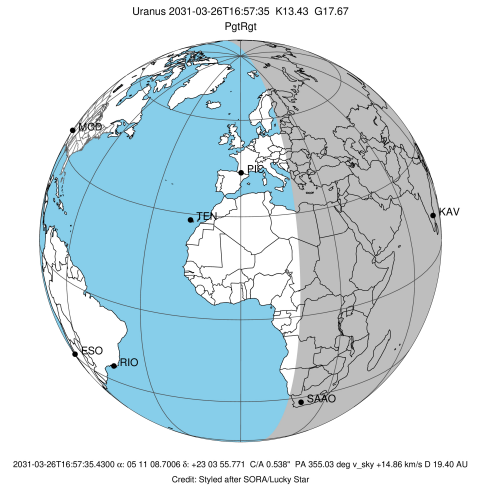 Uranus 2031-03-26T16:57:35 K13.43 G17.67
PgtRgt
MGD
PIC
TEN
KAV
ESO
RIO
SAAO
2031-03-26T16:57:35.4300 α: 05 11 08.7006 δ: +23 03 55.771 C/A 0.538" PA 355.03 deg v_sky +14.86 km/s D 19.40 AU
Credit: Styled after SORA/Lucky Star